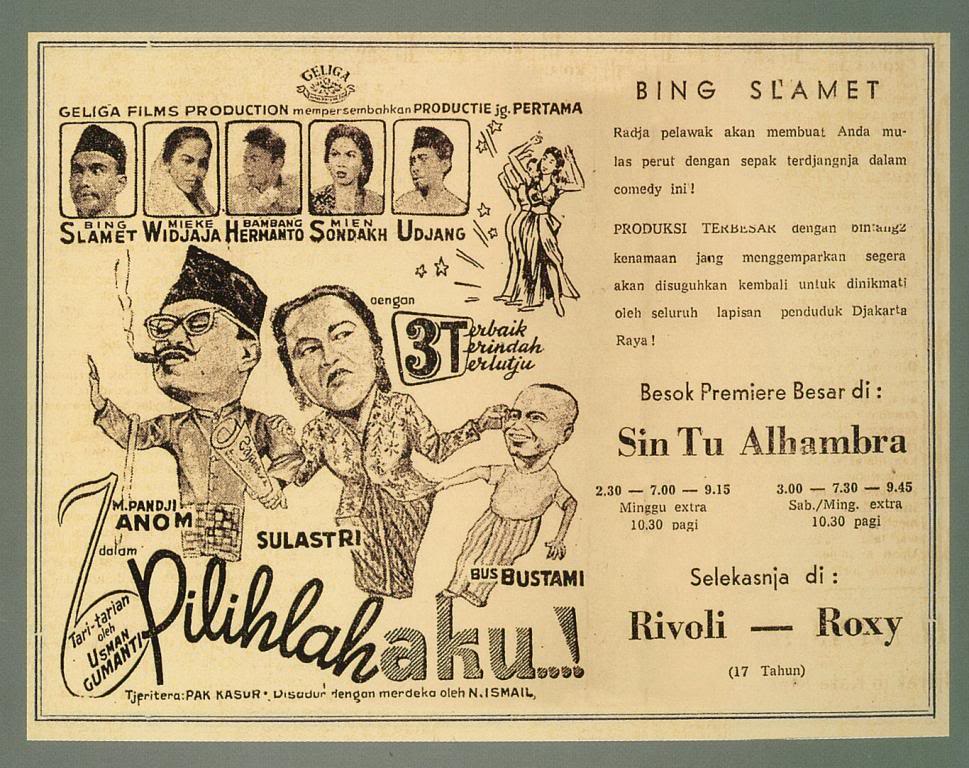 GELIGA
GELIGA FILMS PRODUCTION mempersembahkan PRODUCTIE jg. PERTAMA
BING SLAMET
MIEKE WIDJAJA
BAMBANG HERMANTO
MIEN SONDAKH
UDJANG
dengan
3 Terbaik
Terindah
Terlutju
M. PANDJI
ANOM
SULASTRI
BUS BUSTAMI
dalam
Pilihlah aku...!
Tari-tarian
oleh
USMAN
GUMANTI
Tjeritera: PAK KASUR • Disadur dengan merdeka oleh N. ISMAIL,
BING SLAMET
Radja pelawak akan membuat Anda mu-
las perut dengan sepak terdjangnja dalam
comedy ini!
PRODUKSI TERBESAR dengan bintang2
kenamaan jang menggemparkan segera
akan disuguhkan kembali untuk dinikmati
oleh seluruh lapisan penduduk Djakarta
Raya!
Besok Premiere Besar di :
Sin Tu Alhambra
2.30 — 7.00 — 9.15
Minggu extra
10.30 pagi
3.00 — 7.30 — 9.45
Sab./Ming. extra
10.30 pagi
Selekasnja di :
Rivoli — Roxy
(17 Tahun)